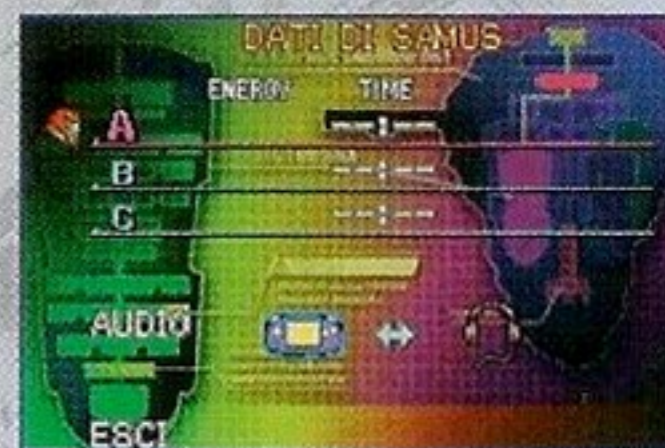 DATI DI SAMUS
ENERGY TIME
A --:--
B --:--
C --:--
AUDIO
ESCI